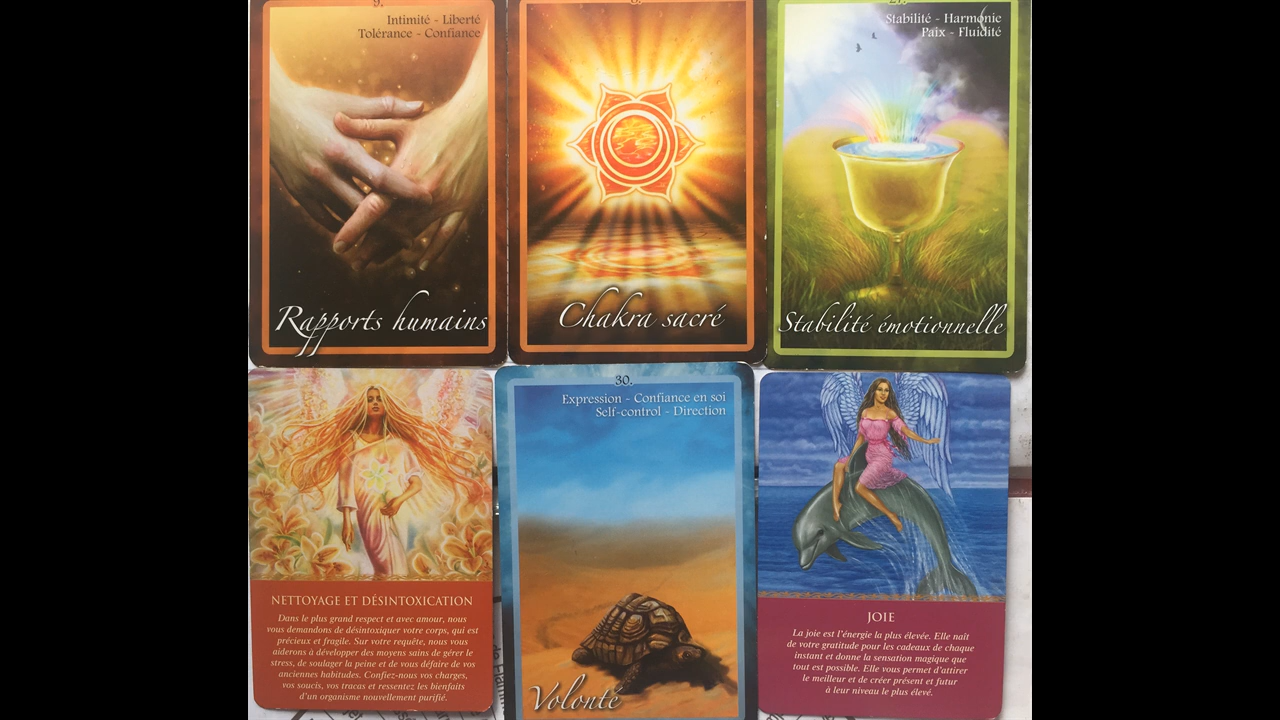 9.
Intimité - Liberté
Tolérance - Confiance
Rapports humains
Chakra sacré
Stabilité - Harmonie
Paix - Fluidité
Stabilité émotionnelle
NETTOYAGE ET DÉSINTOXICATION
Dans le plus grand respect et avec amour, nous
vous demandons de désintoxiquer votre corps, qui est
précieux et fragile. Sur votre requête, nous vous
aiderons à développer des moyens sains de gérer le
stress, de soulager la peine et de vous défaire de vos
anciennes habitudes. Confiez-nous vos charges,
vos soucis, vos tracas et ressentez les bienfaits
d'un organisme nouvellement purifié.
30.
Expression - Confiance en soi
Self-control - Direction
Volonté
JOIE
La joie est l'énergie la plus élevée. Elle naît
de votre gratitude pour les cadeaux de chaque
instant et donne la sensation magique que
tout est possible. Elle vous permet d'attirer
le meilleur et de créer présent et futur
à leur niveau le plus élevé.